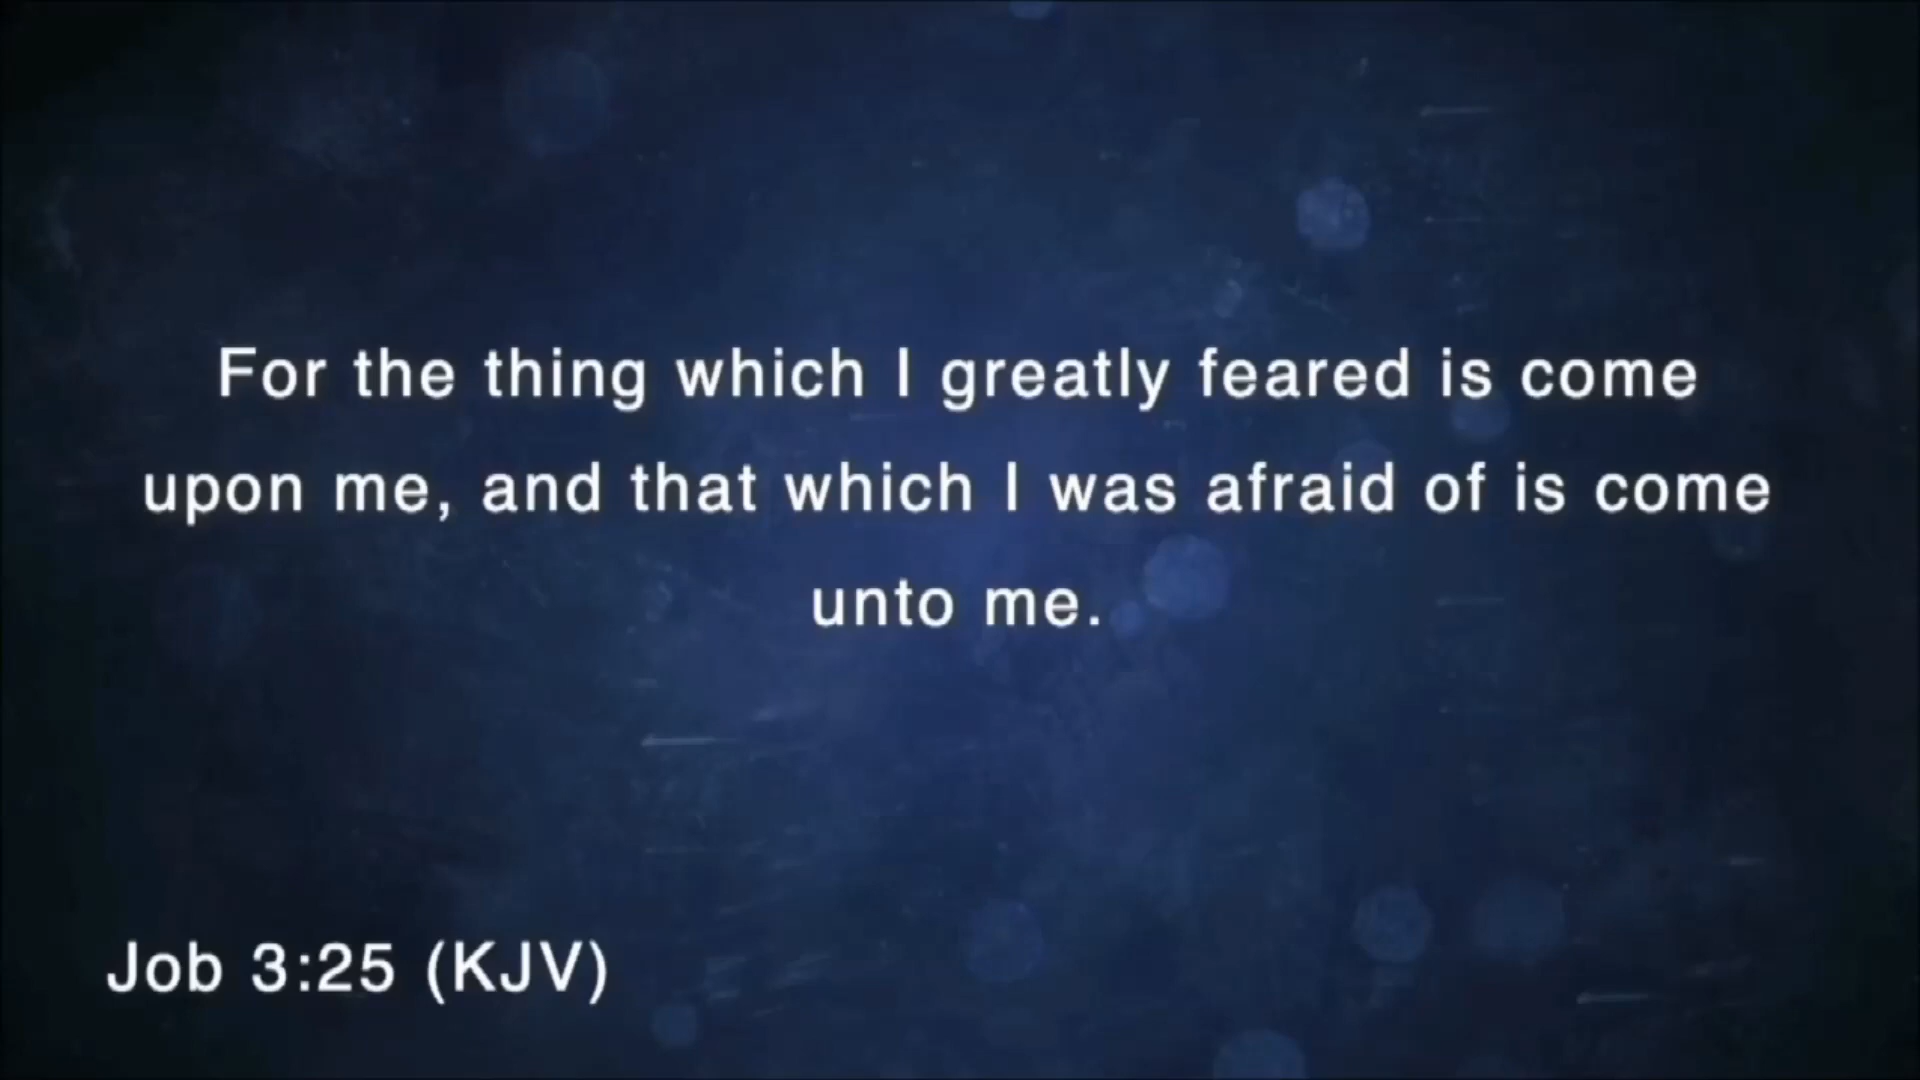 For the thing which I greatly feared is come
upon me, and that which I was afraid of is come
unto me.
Job 3:25 (KJV)